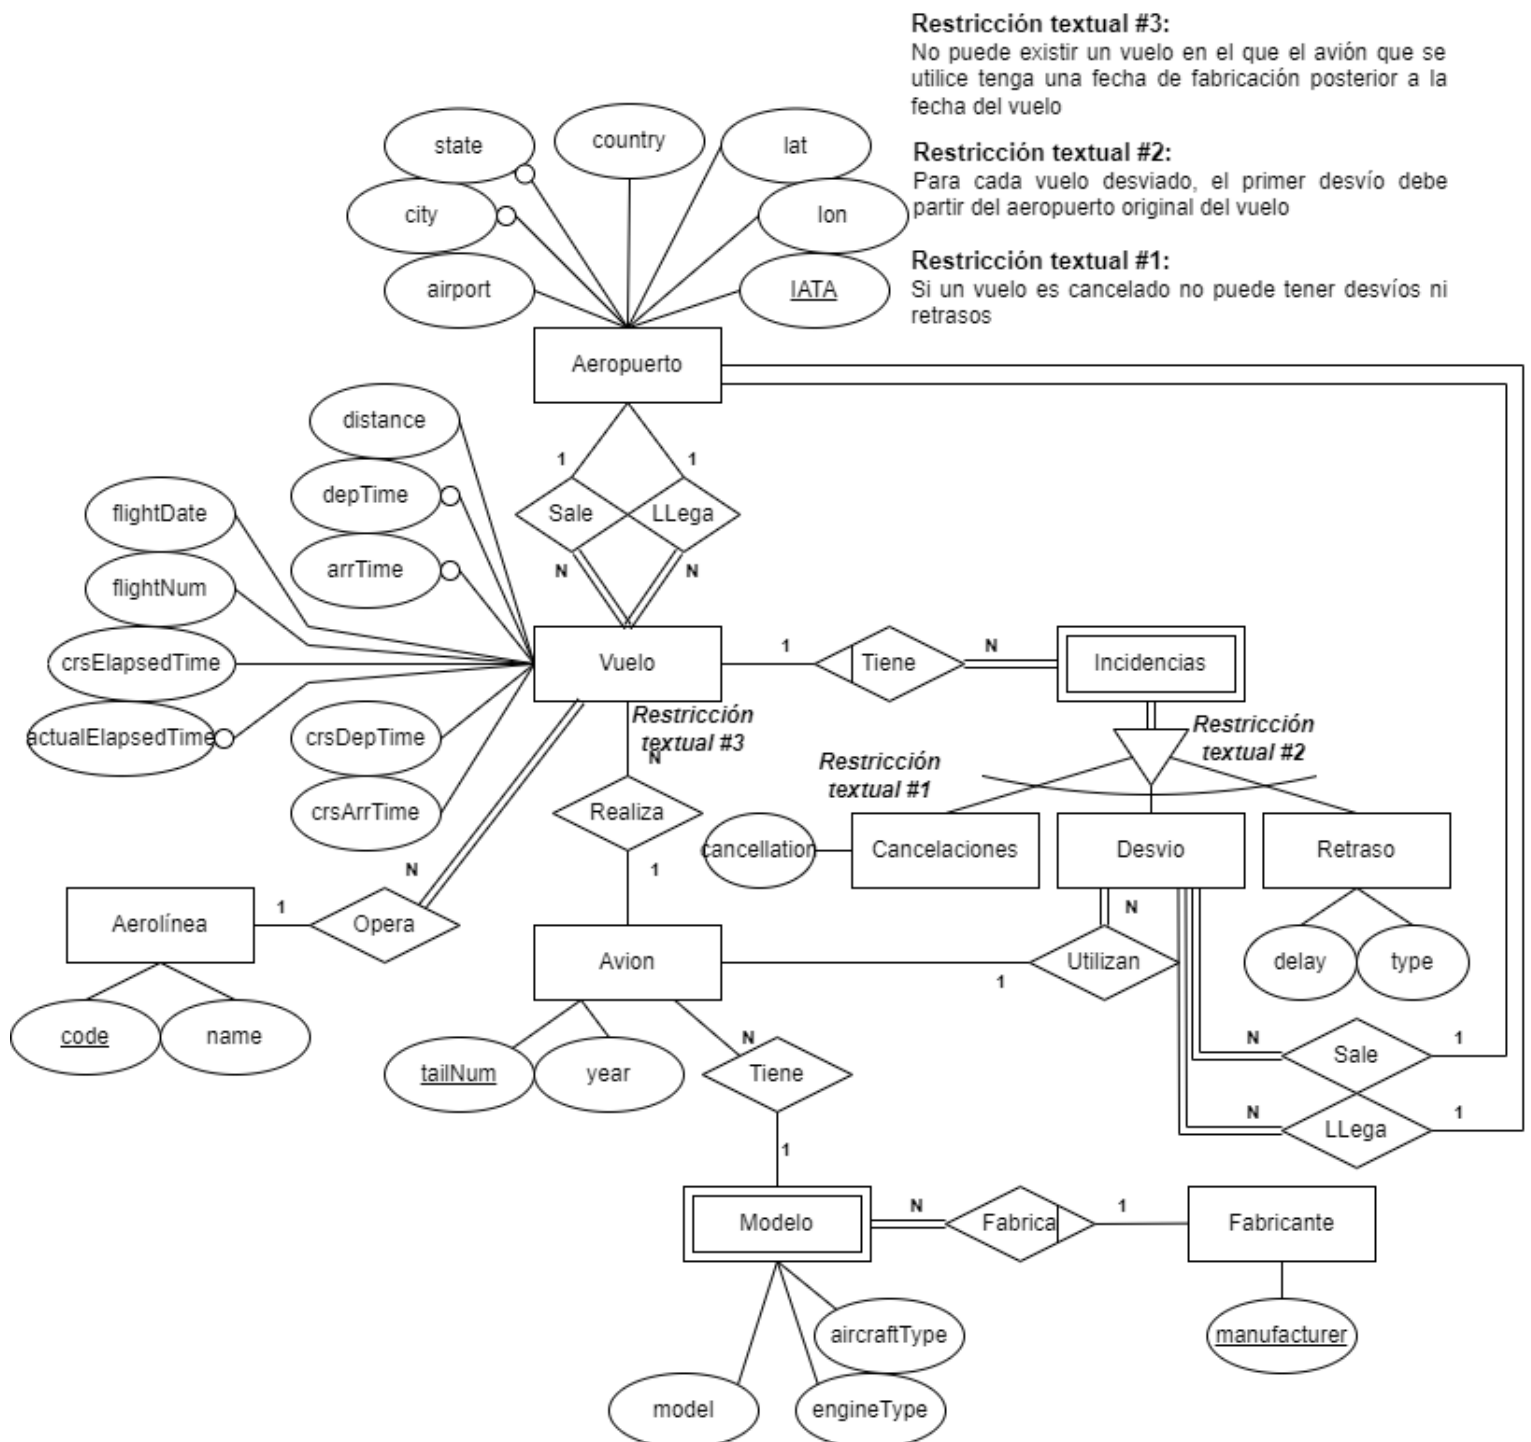 Restricción textual #3:
No puede existir un vuelo en el que el avión que se
utilice tenga una fecha de fabricación posterior a la
fecha del vuelo
Restricción textual #2:
Para cada vuelo desviado, el primer desvío debe
partir del aeropuerto original del vuelo
Restricción textual #1:
Si un vuelo es cancelado no puede tener desvíos ni
retrasos
state
country
lat
city
lon
airport
IATA
Aeropuerto
distance
1
1
depTime
flightDate
Sale
LLega
arrTime
N
N
flightNum
crsElapsedTime
Vuelo
1
Tiene
N
Incidencias
actualElapsedTime
crsDepTime
Restricción
textual #3
Restricción
textual #2
N
Restricción
textual #1
crsArrTime
Realiza
cancellation
Cancelaciones
Desvio
Retraso
N
1
Aerolínea
1
Opera
N
Avion
1
Utilizan
delay
type
code
name
tailNum
year
N
Tiene
N
Sale
1
N
LLega
1
1
Modelo
N
Fabrica
1
Fabricante
aircraftType
manufacturer
model
engineType